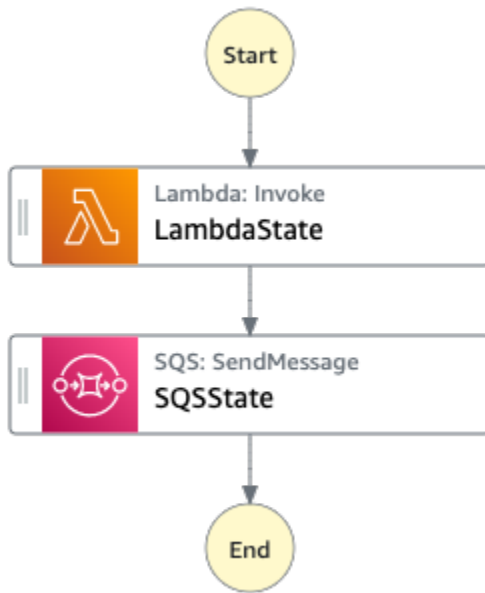 Start
Lambda: Invoke
LambdaState
SQS: SendMessage
SQSState
End